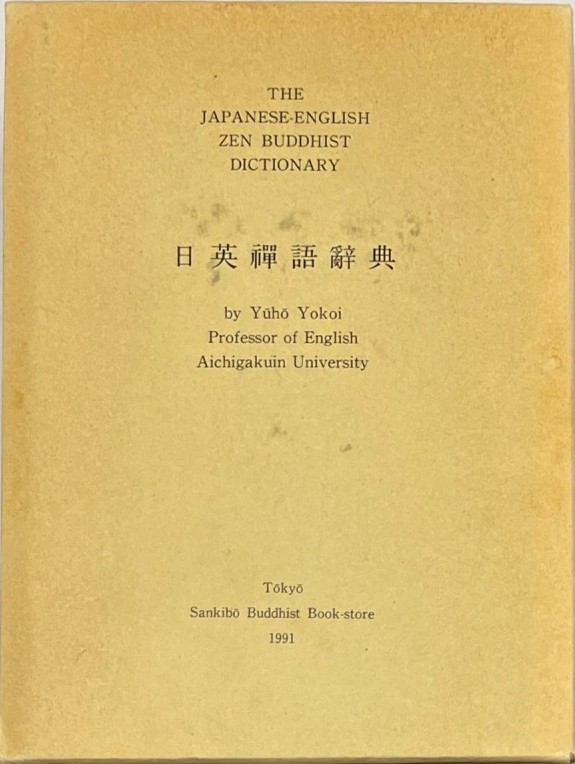 THE
JAPANESE-ENGLISH
ZEN BUDDHIST
DICTIONARY
日英禪語辭典
by Yūhō Yokoi
Professor of English
Aichigakuin University
Tōkyō
Sankibō Buddhist Book-store
1991